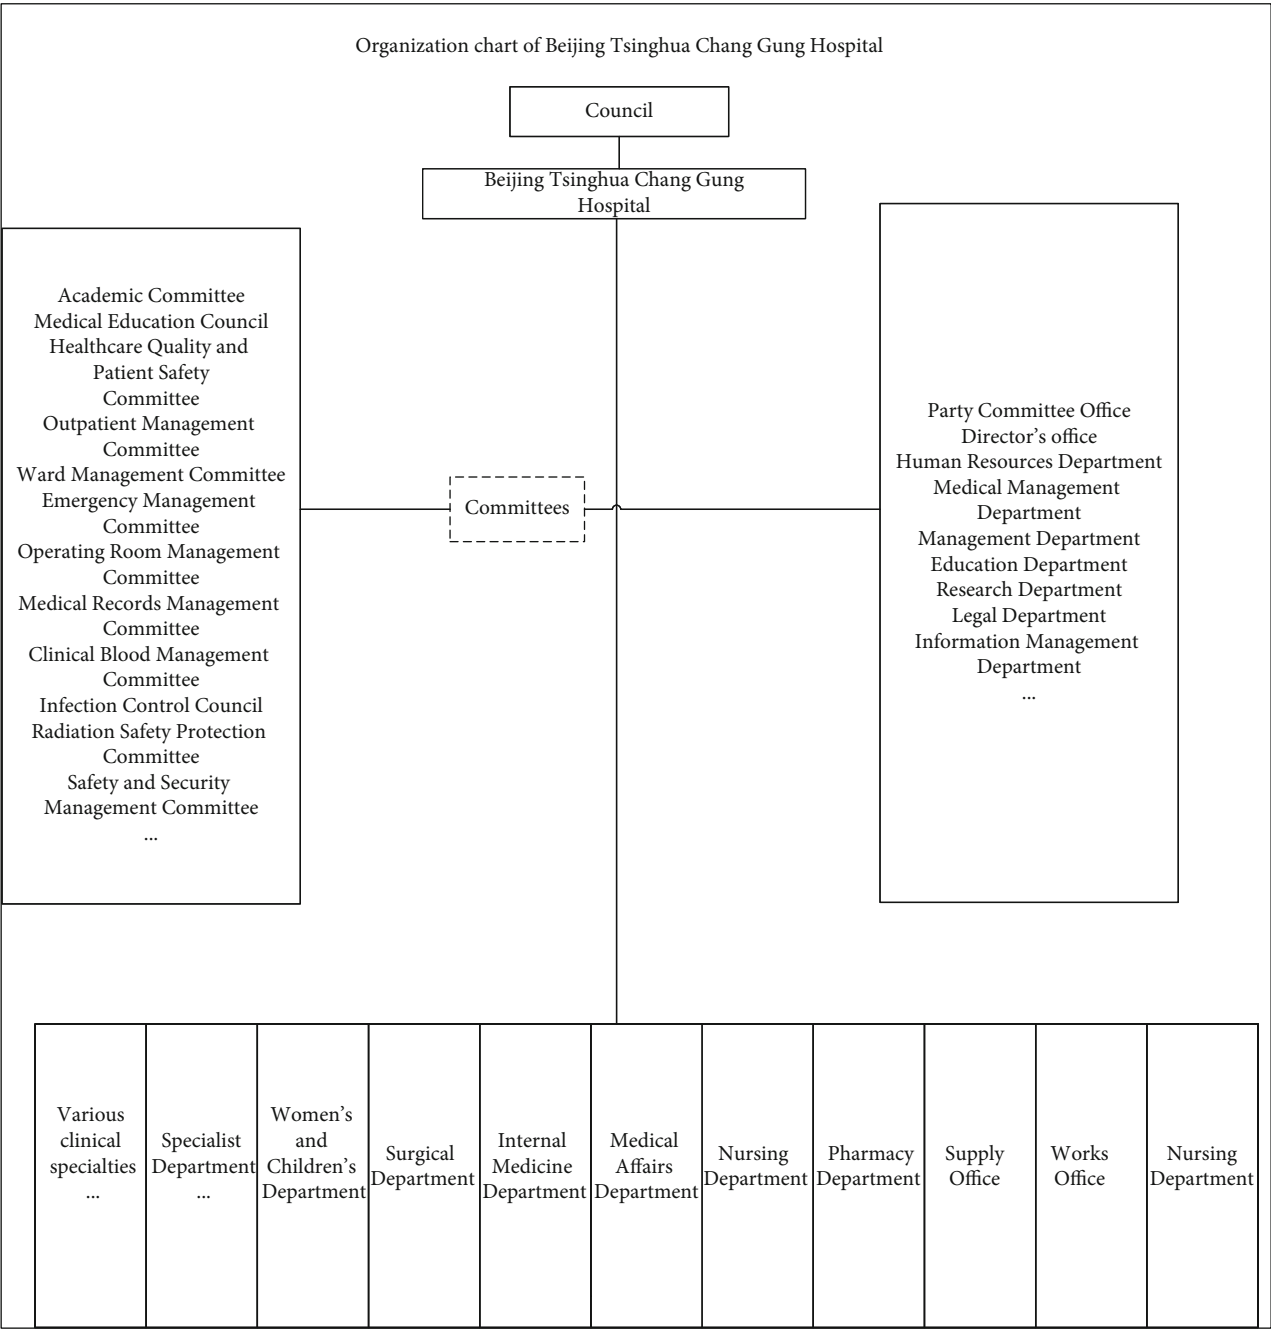 Organization chart of Beijing Tsinghua Chang Gung Hospital
Council
Beijing Tsinghua Chang Gung
Hospital
Academic Committee
Medical Education Council
Healthcare Quality and
Patient Safety
Committee
Outpatient Management
Committee
Ward Management Committee
Emergency Management
Committee
Operating Room Management
Committee
Medical Records Management
Committee
Clinical Blood Management
Committee
Infection Control Council
Radiation Safety Protection
Committee
Safety and Security
Management Committee
...
Committees
Party Committee Office
Director's office
Human Resources Department
Medical Management
Department
Management Department
Education Department
Research Department
Legal Department
Information Management
Department
...
Various
clinical
specialties
...
Specialist
Department
...
Women's
and
Children's
Department
Surgical
Department
Internal
Medicine
Department
Medical
Affairs
Department
Nursing
Department
Pharmacy
Department
Supply
Office
Works
Office
Nursing
Department